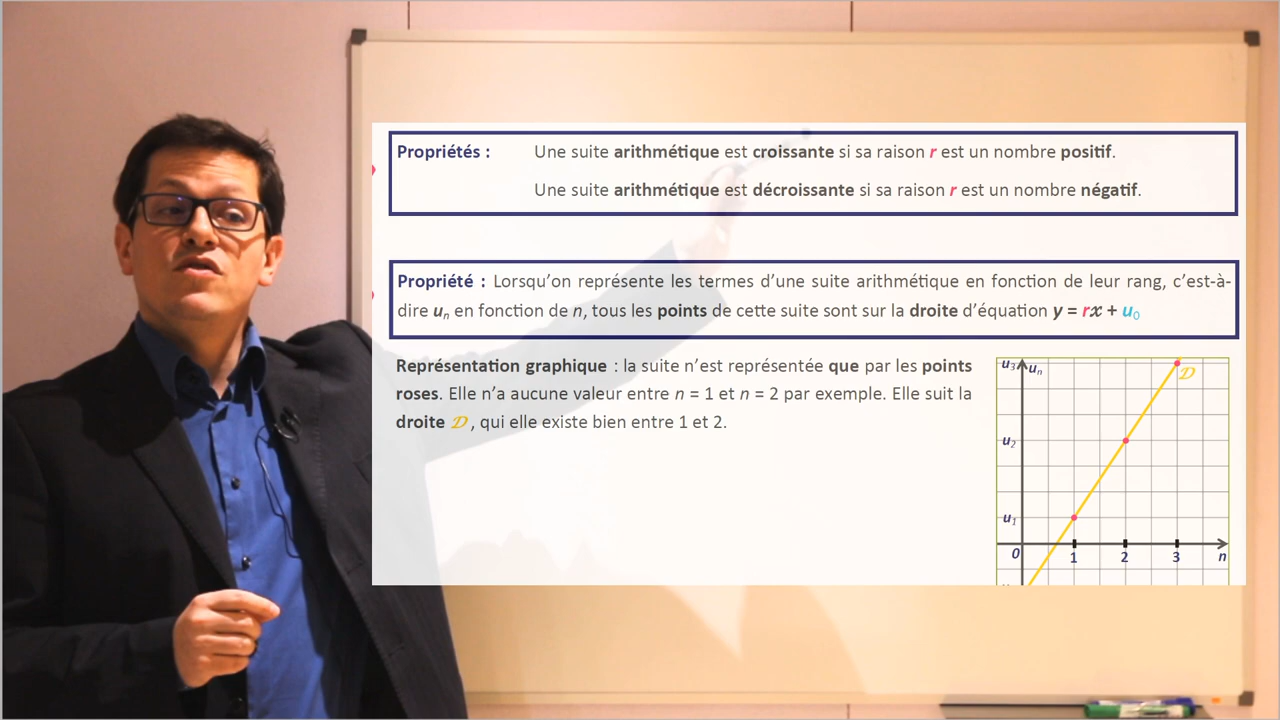 Propriétés : Une suite arithmétique est croissante si sa raison r est un nombre positif.
Une suite arithmétique est décroissante si sa raison r est un nombre négatif.
Propriété : Lorsqu’on représente les termes d’une suite arithmétique en fonction de leur rang, c’est-à-
dire uₙ en fonction de n, tous les points de cette suite sont sur la droite d’équation y = rx + u₀
Représentation graphique : la suite n’est représentée que par les points
roses. Elle n’a aucune valeur entre n = 1 et n = 2 par exemple. Elle suit la
droite 𝒟 , qui elle existe bien entre 1 et 2.
u₃ uₙ 𝒟
u₂
u₁
0 1 2 3 n